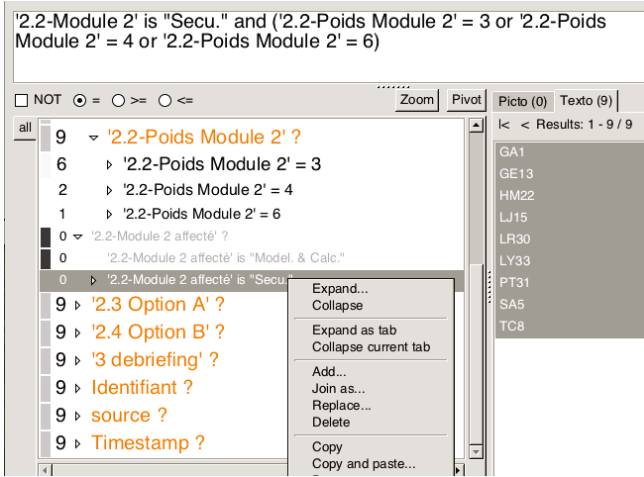 '2.2-Module 2' is "Secu." and ('2.2-Poids Module 2' = 3 or '2.2-Poids
Module 2' = 4 or '2.2-Poids Module 2' = 6)
NOT = >= <= Zoom Pivot Picto (0) Texto (9)
all
|< < Results: 1 - 9 / 9
9 '2.2-Poids Module 2' ?
6 '2.2-Poids Module 2' = 3
2 '2.2-Poids Module 2' = 4
1 '2.2-Poids Module 2' = 6
0 '2.2-Module 2 affecté' ?
0 '2.2-Module 2 affecté' is "Model. & Calc."
0 '2.2-Module 2 affecté' is "Secu."
9 '2.3 Option A' ?
9 '2.4 Option B' ?
9 '3 debriefing' ?
9 Identifiant ?
9 source ?
9 Timestamp ?
Expand...
Collapse
Expand as tab
Collapse current tab
Add...
Join as...
Replace...
Delete
Copy
Copy and paste...
GA1
GE13
HM22
LJ15
LR30
LY33
PT31
SA5
TC8